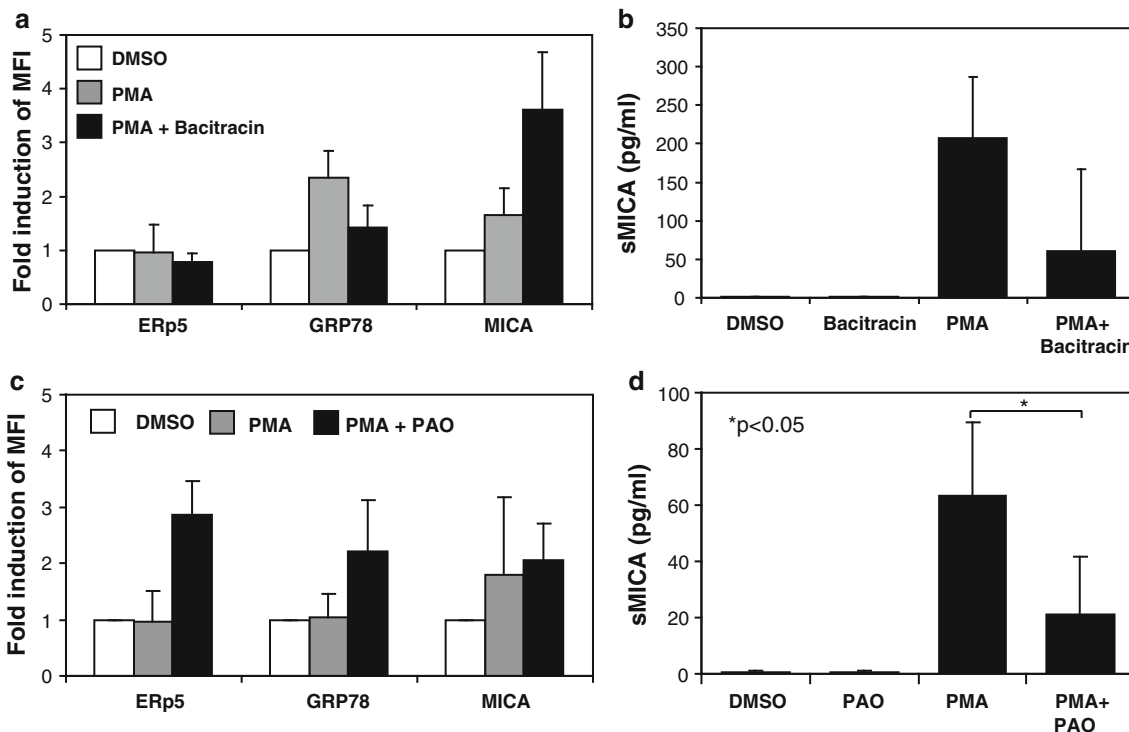 a
Fold induction of MFI
5
4
3
2
1
0
DMSO
PMA
PMA + Bacitracin
ERp5 GRP78 MICA
b
sMICA (pg/ml)
350
300
250
200
150
100
50
0
DMSO Bacitracin PMA PMA+
Bacitracin
c
Fold induction of MFI
5
4
3
2
1
0
DMSO PMA PMA + PAO
ERp5 GRP78 MICA
d
sMICA (pg/ml)
100
80
60
40
20
0
*p<0.05
*
DMSO PAO PMA PMA+
PAO